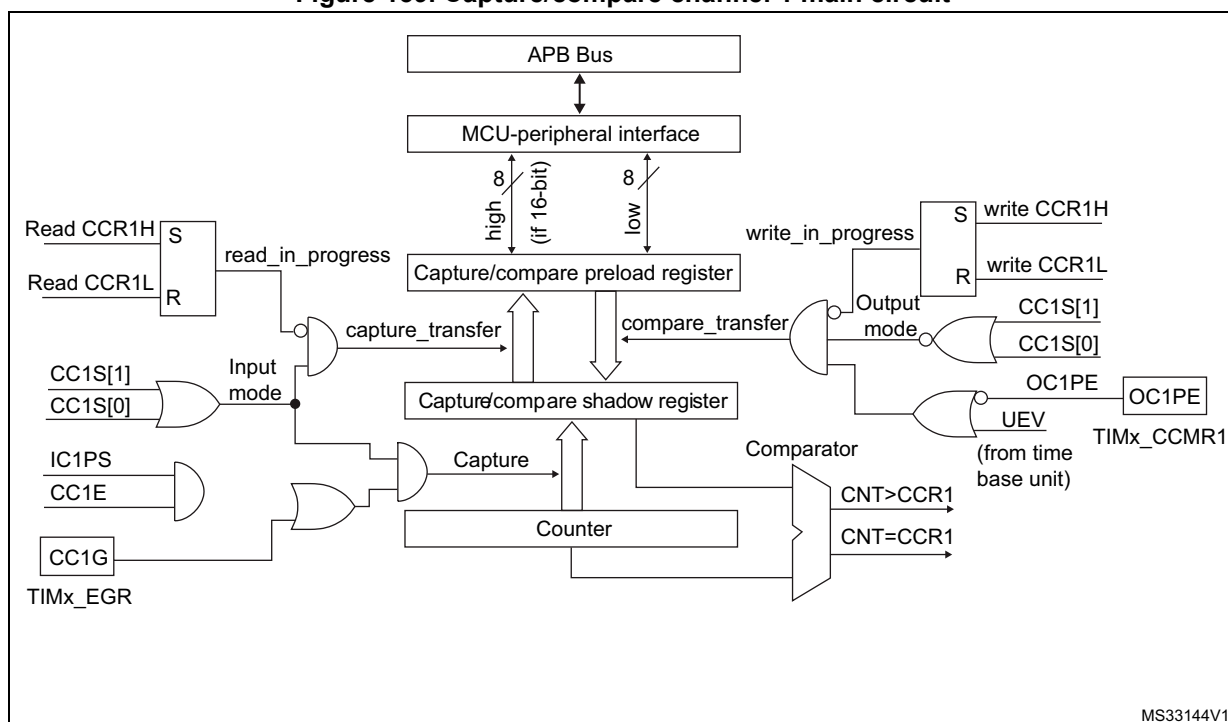 APB Bus
MCU-peripheral interface
8
8
high
(if 16-bit)
low
Read CCR1H
S
read_in_progress
Read CCR1L
R
write_in_progress
S
write CCR1H
R
write CCR1L
Capture/compare preload register
capture_transfer
compare_transfer
Output
mode
CC1S[1]
CC1S[0]
CC1S[1]
CC1S[0]
Input
mode
Capture/compare shadow register
OC1PE
OC1PE
UEV
TIMx_CCMR1
(from time
base unit)
IC1PS
CC1E
Capture
Comparator
CNT>CCR1
CNT=CCR1
Counter
CC1G
TIMx_EGR
MS33144V1